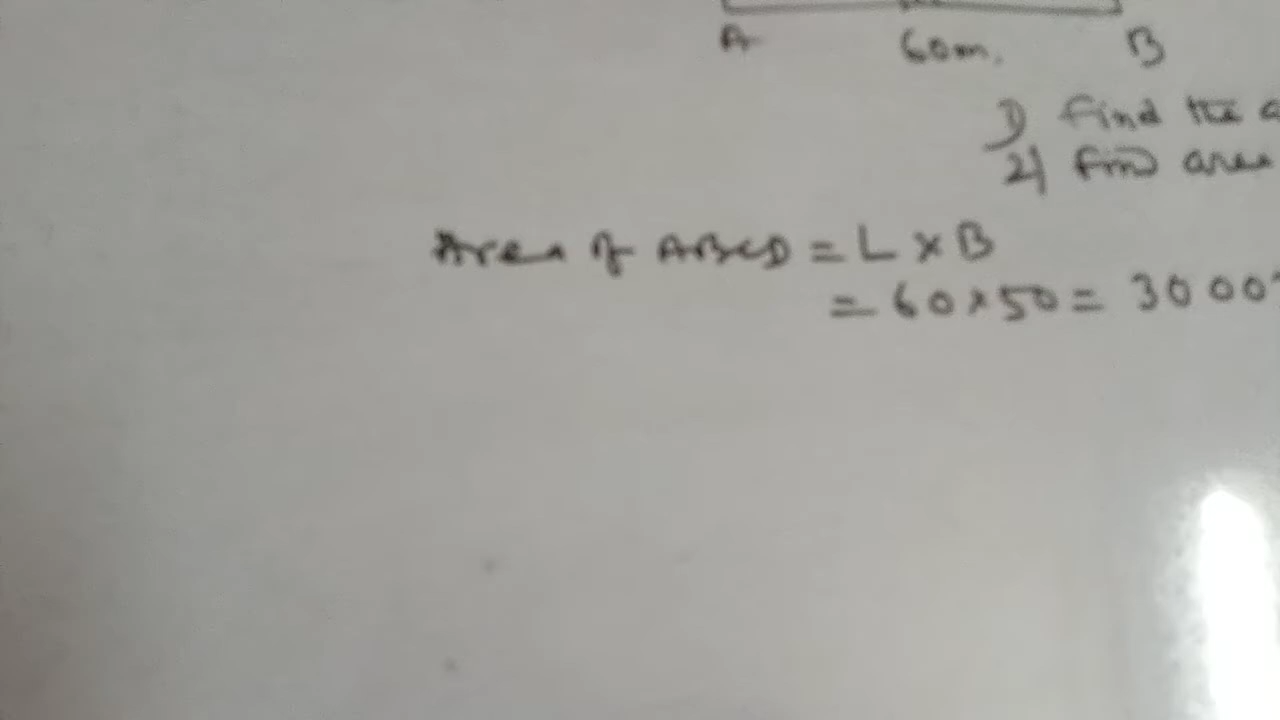 A 60m. B
1) Find the
2) Find area
Area of ABCD = L × B
= 60 × 50 = 3000